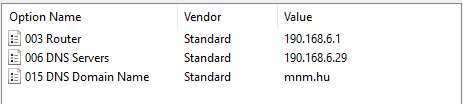 Option Name Vendor Value
003 Router Standard 190.168.6.1
006 DNS Servers Standard 190.168.6.29
015 DNS Domain Name Standard mnm.hu